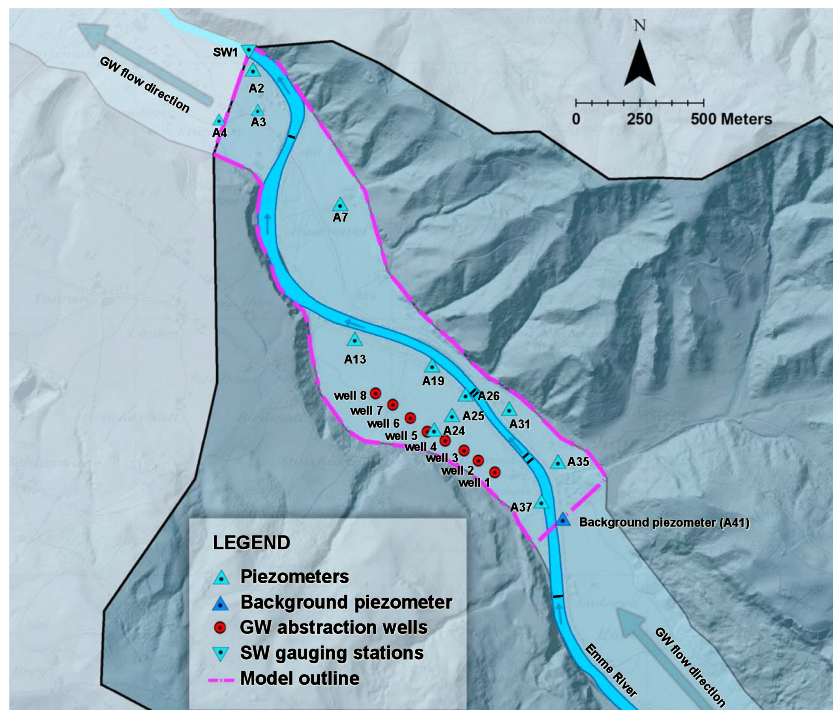 SW1
N
GW flow direction
A2
A3
A4
0 250 500 Meters
A7
A13
A19
well 8
A26
well 7
A25
A31
well 6
A24
well 5
well 4
well 3
A35
well 2
well 1
A37
Background piezometer (A41)
LEGEND
Piezometers
Background piezometer
GW abstraction wells
SW gauging stations
Model outline
GW flow direction
Emme River